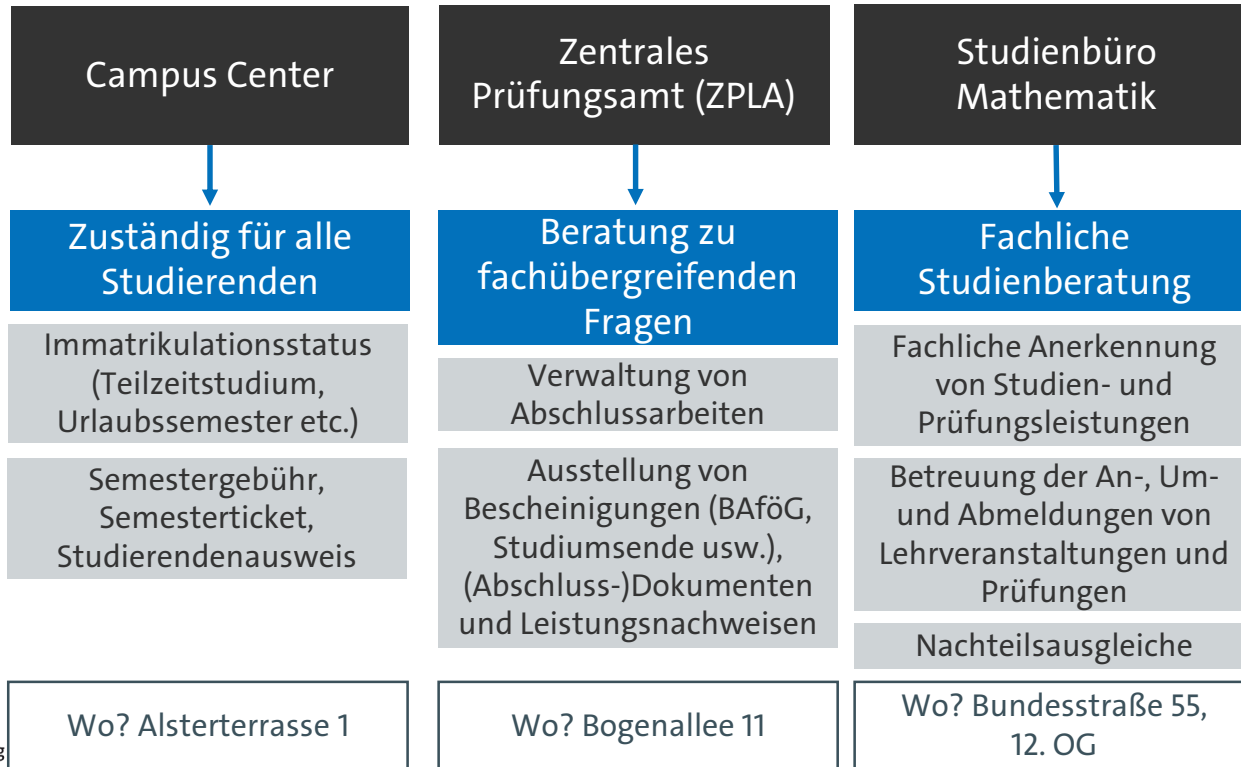 Campus Center
Zentrales
Prüfungsamt (ZPLA)
Studienbüro
Mathematik
Zuständig für alle
Studierenden
Beratung zu
fachübergreifenden
Fragen
Fachliche
Studienberatung
Immatrikulationsstatus
(Teilzeitstudium,
Urlaubssemester etc.)
Semestergebühr,
Semesterticket,
Studierendenausweis
Verwaltung von
Abschlussarbeiten
Ausstellung von
Bescheinigungen (BAföG,
Studiumsende usw.),
(Abschluss-)Dokumenten
und Leistungsnachweisen
Fachliche Anerkennung
von Studien- und
Prüfungsleistungen
Betreuung der An-, Um-
und Abmeldungen von
Lehrveranstaltungen und
Prüfungen
Nachteilsausgleiche
Wo? Alsterterrasse 1
Wo? Bogenallee 11
Wo? Bundesstraße 55,
12. OG
g